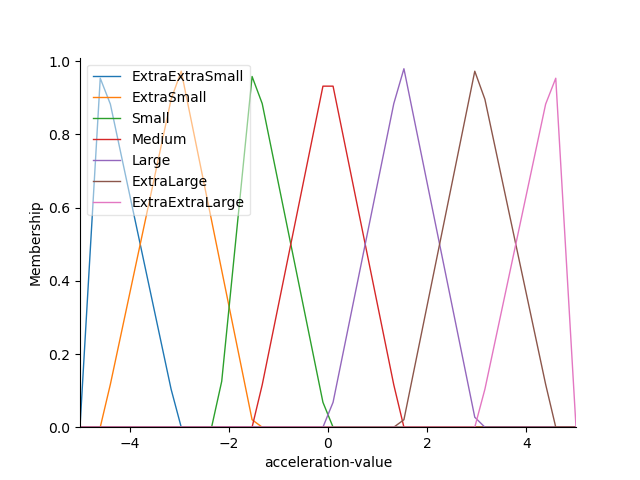 1.0
0.8
0.6
0.4
0.2
0.0
Membership
ExtraExtraSmall
ExtraSmall
Small
Medium
Large
ExtraLarge
ExtraExtraLarge
−4
−2
0
2
4
acceleration-value